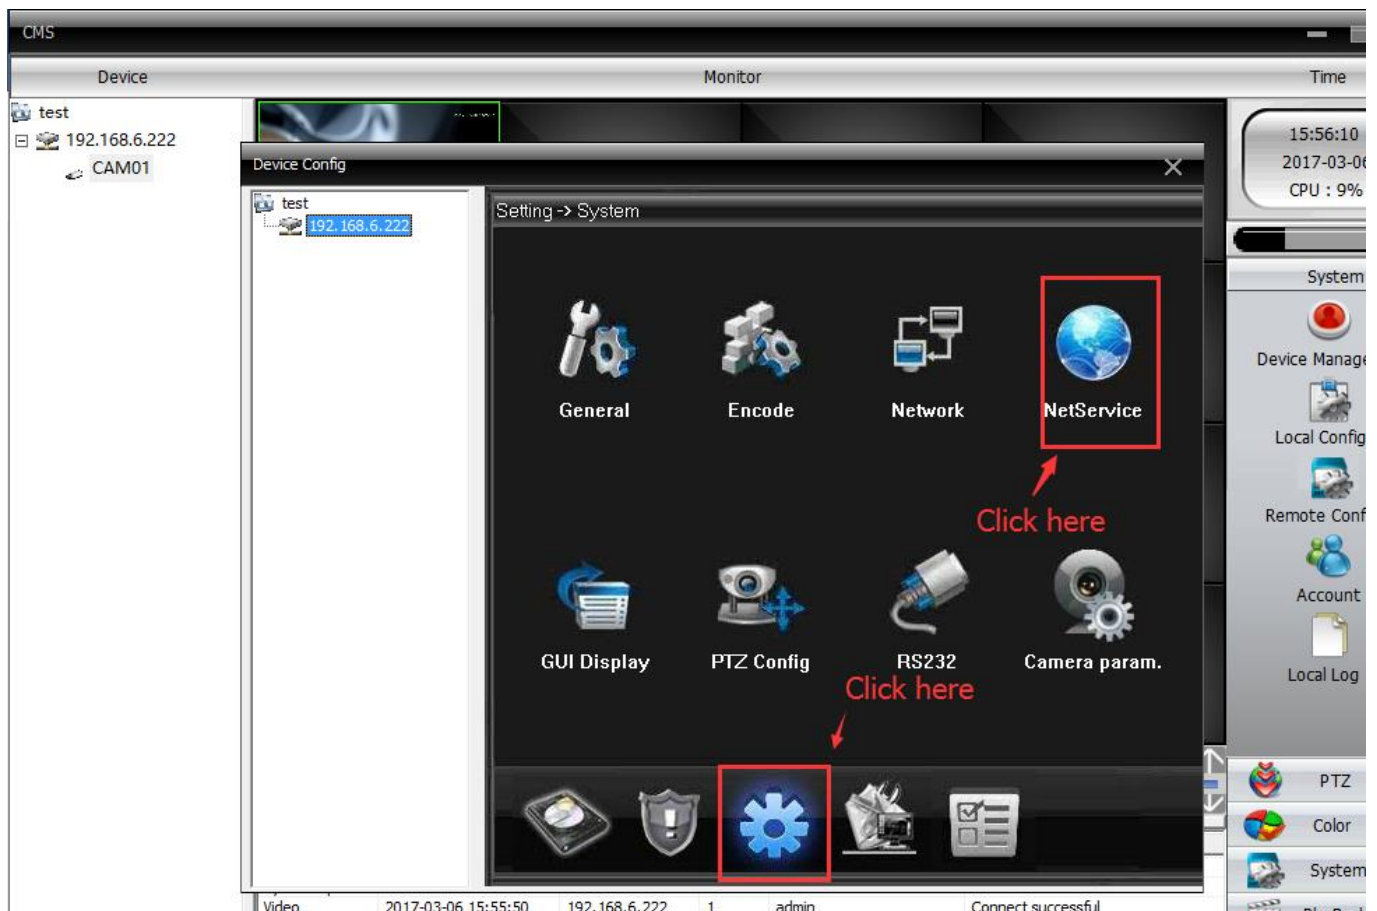 CMS
Device Monitor Time
test
192.168.6.222
CAM01
15:56:10
2017-03-06
CPU : 9%
Device Config
test
192.168.6.222
Setting -> System
General Encode Network NetService
Click here
GUI Display PTZ Config RS232 Camera param.
Click here
System
Device Manage
Local Config
Remote Conf
Account
Local Log
PTZ
Color
System
Video 2017-03-06 15:55:50 192.168.6.222 1 admin Connect successful